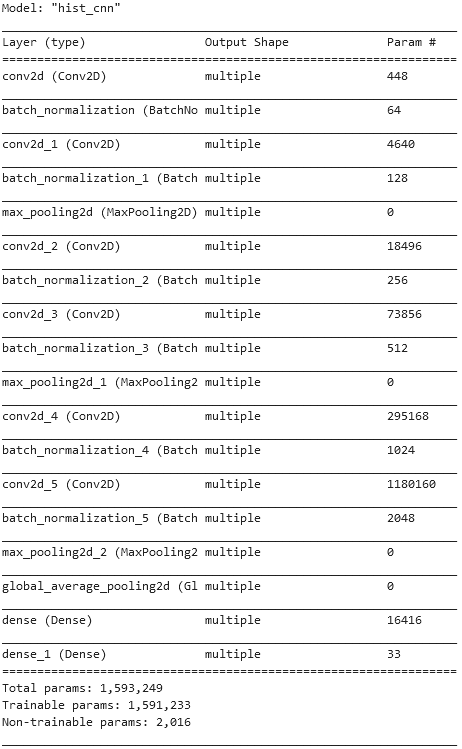 Model: "hist_cnn"
Layer (type) Output Shape Param #
conv2d (Conv2D) multiple 448
batch_normalization (BatchNo multiple 64
conv2d_1 (Conv2D) multiple 4640
batch_normalization_1 (Batch multiple 128
max_pooling2d (MaxPooling2D) multiple 0
conv2d_2 (Conv2D) multiple 18496
batch_normalization_2 (Batch multiple 256
conv2d_3 (Conv2D) multiple 73856
batch_normalization_3 (Batch multiple 512
max_pooling2d_1 (MaxPooling2 multiple 0
conv2d_4 (Conv2D) multiple 295168
batch_normalization_4 (Batch multiple 1024
conv2d_5 (Conv2D) multiple 1180160
batch_normalization_5 (Batch multiple 2048
max_pooling2d_2 (MaxPooling2 multiple 0
global_average_pooling2d (Gl multiple 0
dense (Dense) multiple 16416
dense_1 (Dense) multiple 33
Total params: 1,593,249
Trainable params: 1,591,233
Non-trainable params: 2,016